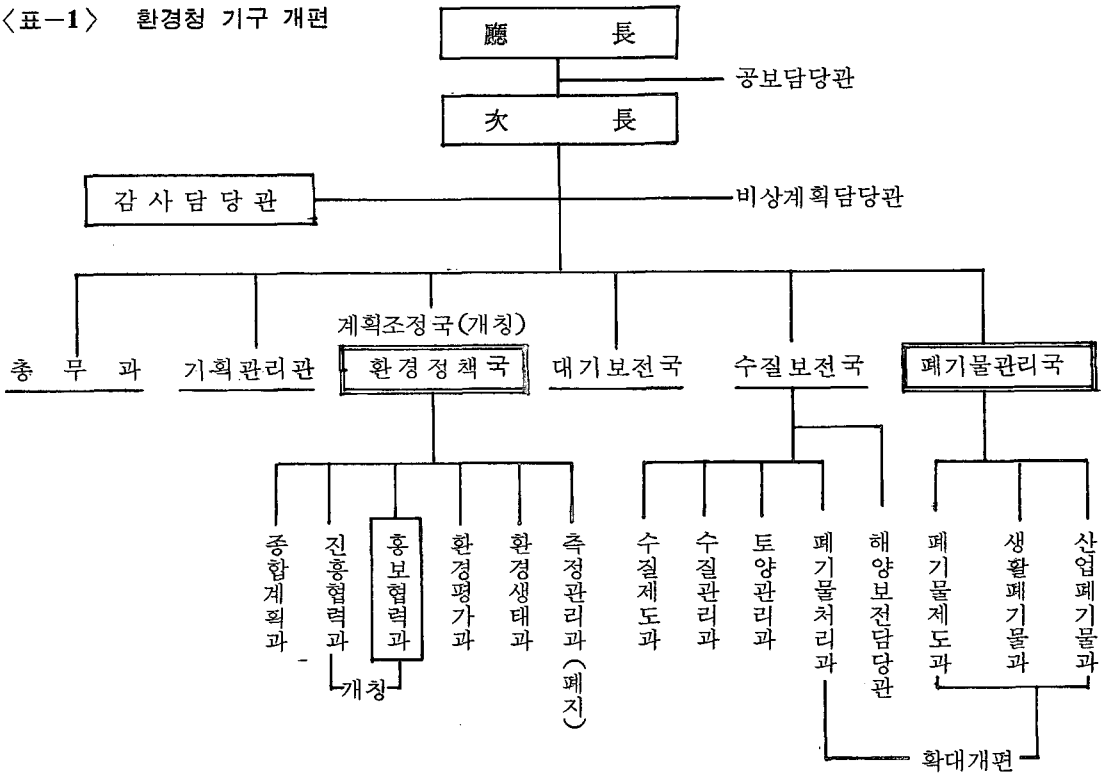 〈표-1〉 환경청 기구 개편
廳 長
공보담당관
次 長
감사담당관
비상계획담당관
계획조정국(개칭)
총 무 과
기획관리관
환경정책국
대기보전국
수질보전국
폐기물관리국
종합계획과
진흥협력과
홍보협력과
환경평가과
환경생태과
측정관리과(폐지)
수질제도과
수질관리과
토양관리과
폐기물처리과
해양보전담당관
폐기물제도과
생활폐기물과
산업폐기물과
개칭
확대개편